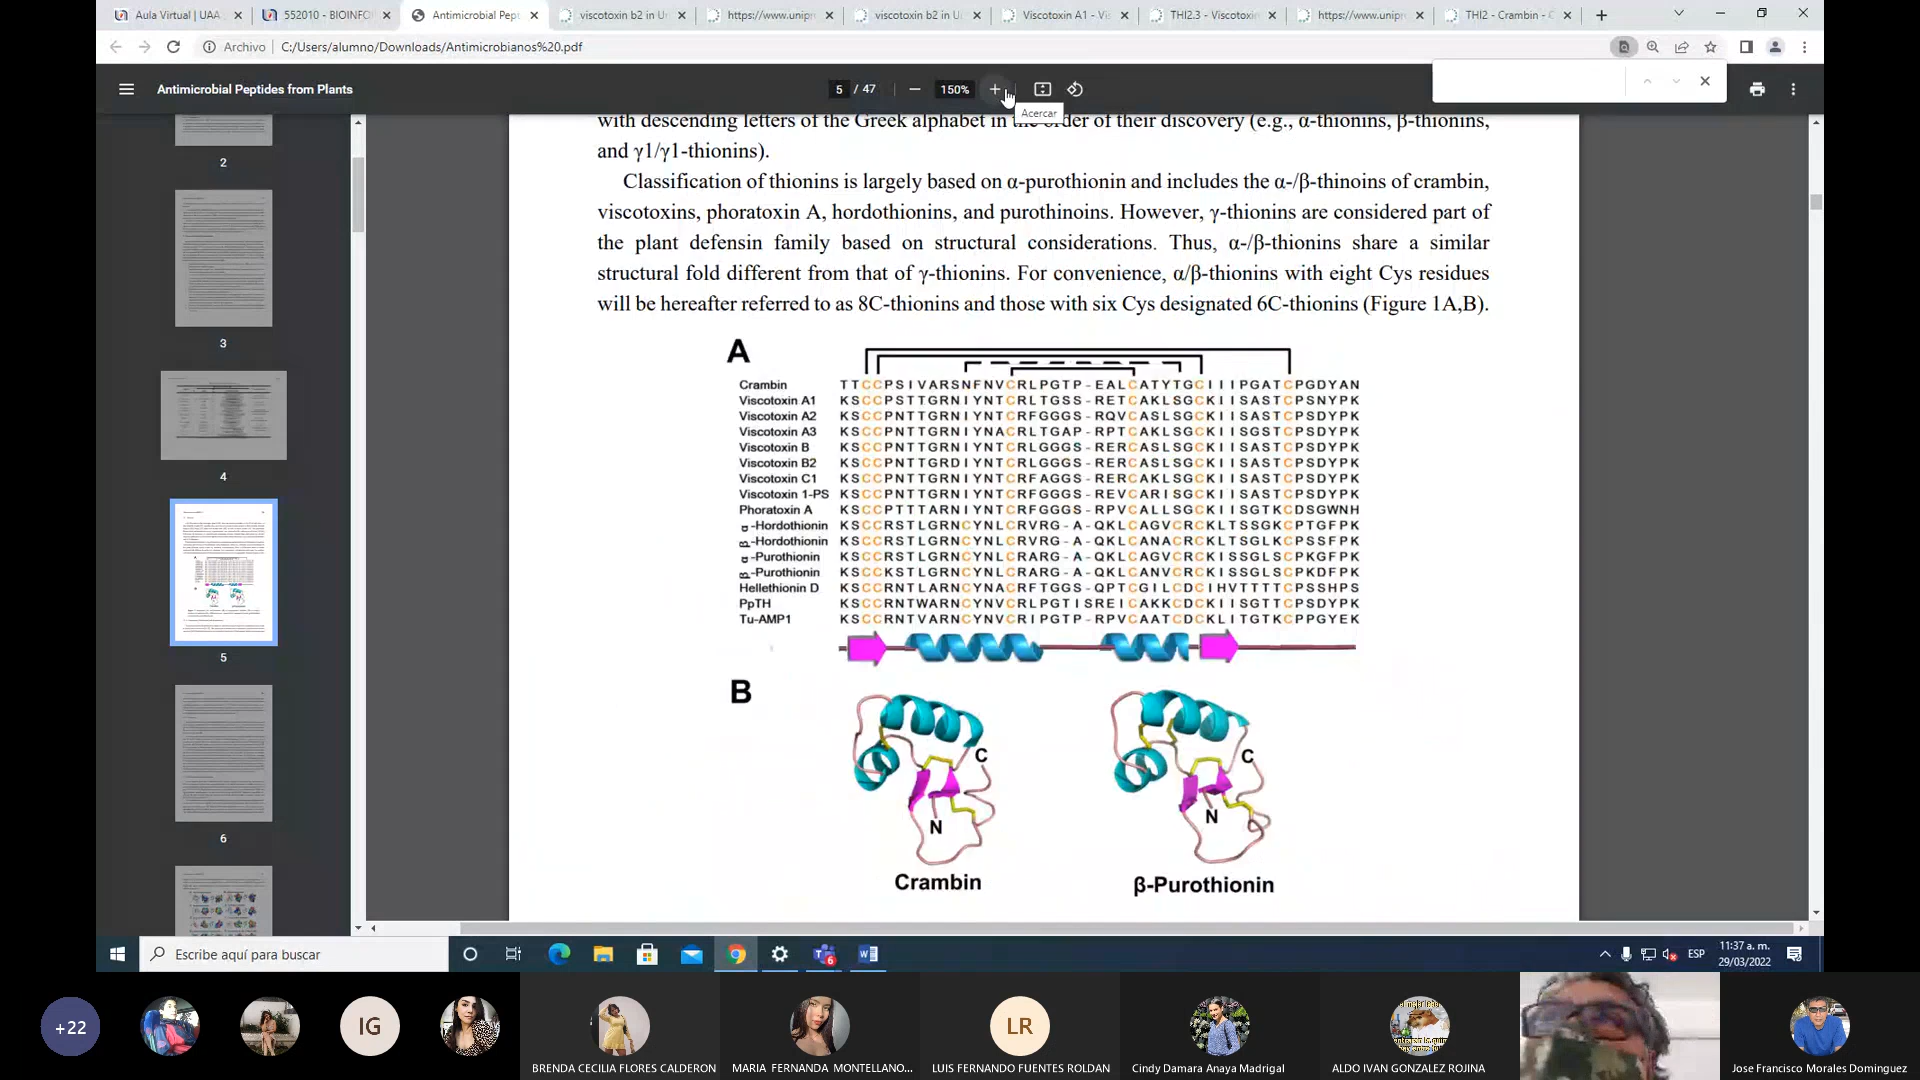 Aula Virtual | UAA
552010 - BIOINFO
Antimicrobial Pept
viscotoxin b2 in U
https://www.unipr
viscotoxin b2 in U
Viscotoxin A1 - Vis
THI2.3 - Viscotoxin
https://www.unipr
THI2 - Crambin - C
Archivo
C:/Users/alumno/Downloads/Antimicrobianos%20.pdf
Antimicrobial Peptides from Plants
5 / 47
150%
Acercar
2
3
4
5
6
with descending letters of the Greek alphabet in the order of their discovery (e.g., α-thionins, β-thionins,
and γ1/γ1-thionins).
Classification of thionins is largely based on α-purothionin and includes the α-/β-thinoins of crambin,
viscotoxins, phoratoxin A, hordothionins, and purothinoins. However, γ-thionins are considered part of
the plant defensin family based on structural considerations. Thus, α-/β-thionins share a similar
structural fold different from that of γ-thionins. For convenience, α/β-thionins with eight Cys residues
will be hereafter referred to as 8C-thionins and those with six Cys designated 6C-thionins (Figure 1A,B).
A
Crambin TTCCPSIVARSNFNVCRLPGTP-EALCATYTGCIIIPGATCPGDYAN
Viscotoxin A1 KSCCPSTTGRNIYNTCRLTGSS-RETCAKLSGCKIISASTCPSNYPK
Viscotoxin A2 KSCCPNTTGRNIYNTCRFGGGS-RQVCASLSGCKIISASTCPSDYPK
Viscotoxin A3 KSCCPNTTGRNIYNACRLTGAP-RPTCAKLSGCKIISGSTCPSDYPK
Viscotoxin B KSCCPNTTGRNIYNTCRLGGGS-RERCASLSGCKIISASTCPSDYPK
Viscotoxin B2 KSCCPNTTGRDIYNTCRLGGGS-RERCASLSGCKIISASTCPSDYPK
Viscotoxin C1 KSCCPNTTGRNIYNTCRFAGGS-RERCAKLSGCKIISASTCPSDYPK
Viscotoxin 1-PS KSCCPNTTGRNIYNTCRFGGGS-REVCARISGCKIISASTCPSDYPK
Phoratoxin A KSCCPTTTARNIYNTCRFGGGS-RPVCALLSGCKIISGTKCDSGWNH
α-Hordothionin KSCCRSTLGRNCYNLCRVRG-A-QKLCAGVCRCKLTSSGKCPTGFPK
β-Hordothionin KSCCRSTLGRNCYNLCRVRG-A-QKLCANACRCKLTSGLKCPSSFPK
α-Purothionin KSCCRSTLGRNCYNLCRARG-A-QKLCAGVCRCKISSGLSCPKGFPK
β-Purothionin KSCCKSTLGRNCYNLCRARG-A-QKLCANVCRCKISSGLSCPKDFPK
Hellethionin D KSCCRNTLARNCYNACRFTGGS-QPTCGILCDCIHVTTTTCPSSHPS
PpTH KSCCRNTWARNCYNVCRLPGTISREICAKKCDCKIISGTTCPSDYPK
Tu-AMP1 KSCCRNTVARNCYNVCRIPGTP-RPVCAATCDCKLITGTKCPPGYEK
B
C
N
C
N
Crambin
β-Purothionin
Escribe aquí para buscar
6
ESP
11:37 a. m.
29/03/2022
+22
IG
LR
BRENDA CECILIA FLORES CALDERON
MARIA FERNANDA MONTELLANO...
LUIS FERNANDO FUENTES ROLDAN
Cindy Damara Anaya Madrigal
ALDO IVAN GONZALEZ ROJINA
Jose Francisco Morales Dominguez